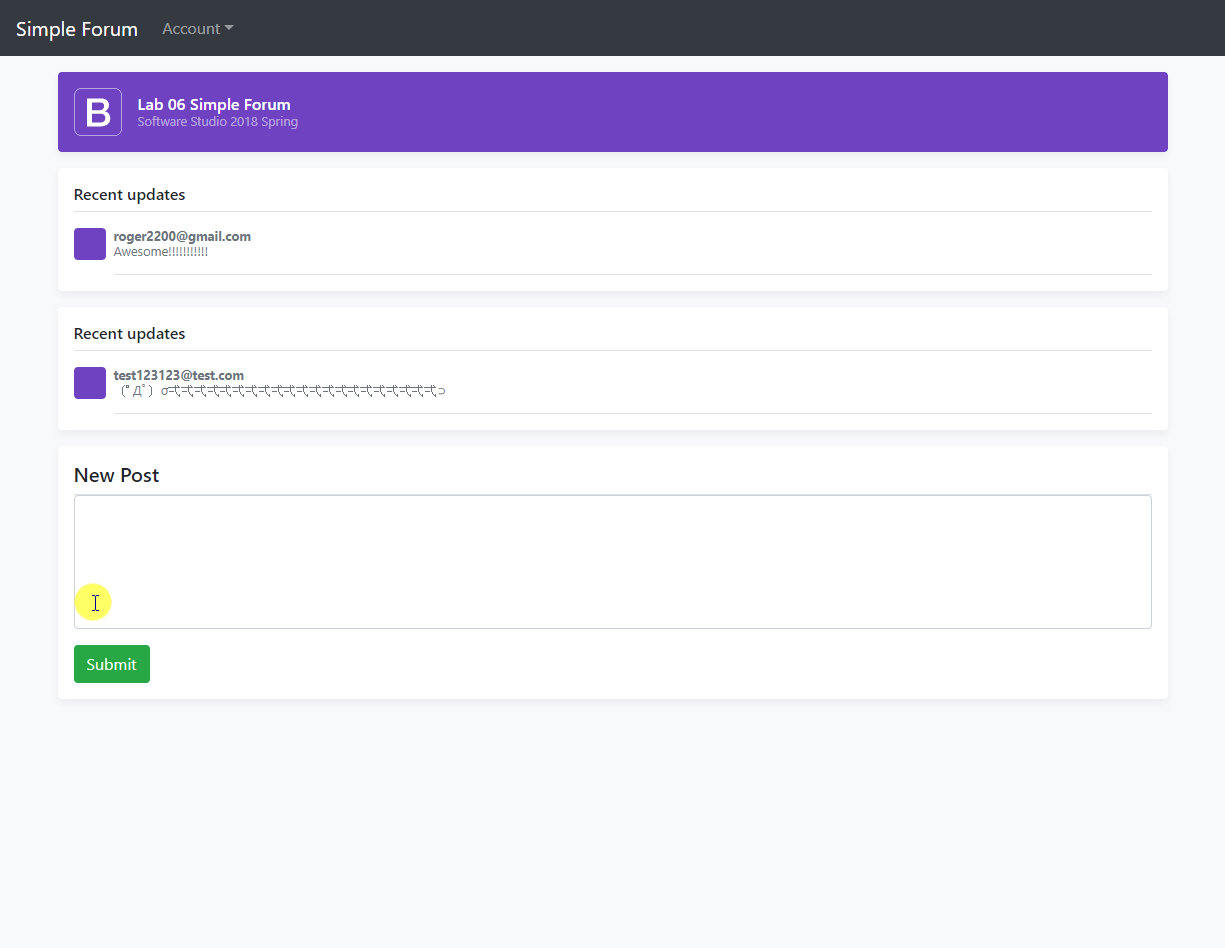 Simple Forum Account
B
Lab 06 Simple Forum
Software Studio 2018 Spring
Recent updates
roger2200@gmail.com
Awesome!!!!!!!!!!!
Recent updates
test123123@test.com
New Post
Submit